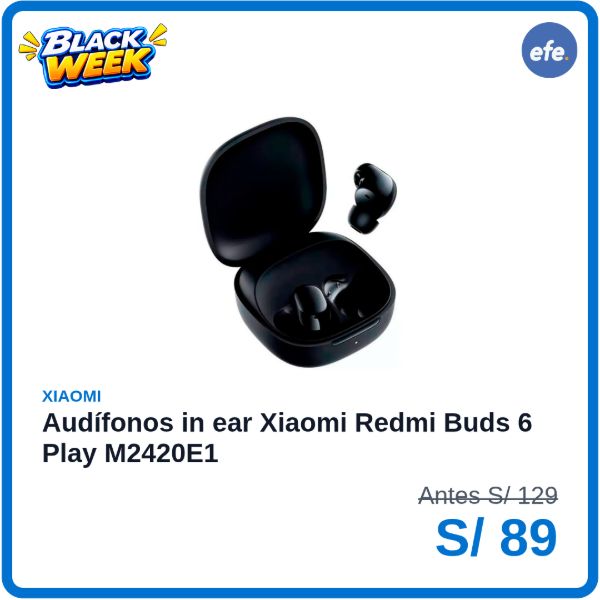 BLACK
WEEK
efe.
XIAOMI
Audífonos in ear Xiaomi Redmi Buds 6
Play M2420E1
Antes S/ 129
S/ 89